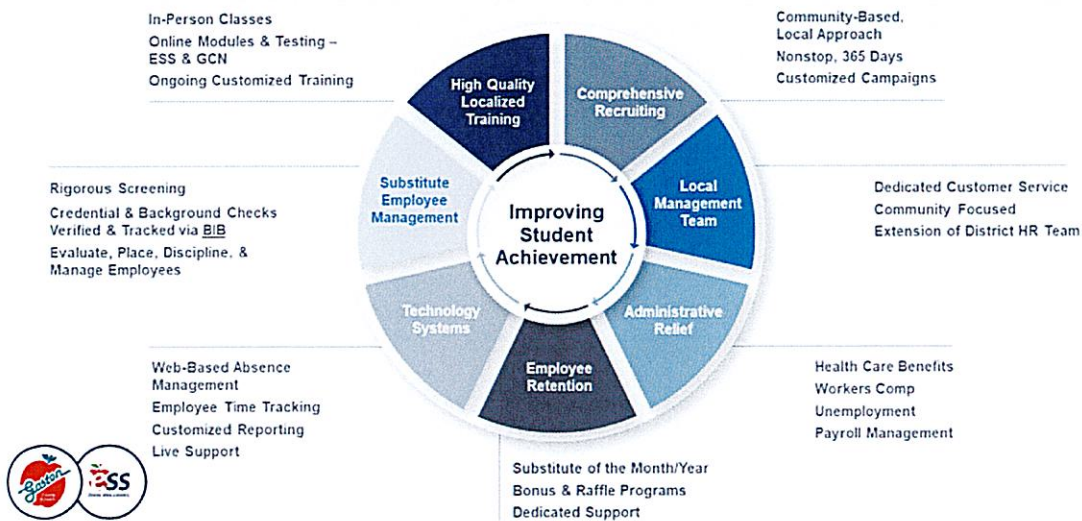 In-Person Classes
Online Modules & Testing –
ESS & GCN
Ongoing Customized Training
Community-Based,
Local Approach
Nonstop, 365 Days
Customized Campaigns
High Quality
Localized
Training
Comprehensive
Recruiting
Rigorous Screening
Credential & Background Checks
Verified & Tracked via BIB
Evaluate, Place, Discipline, &
Manage Employees
Substitute
Employee
Management
Improving
Student
Achievement
Local
Management
Team
Dedicated Customer Service
Community Focused
Extension of District HR Team
Technology
Systems
Employee
Retention
Administrative
Relief
Web-Based Absence
Management
Employee Time Tracking
Customized Reporting
Live Support
Health Care Benefits
Workers Comp
Unemployment
Payroll Management
Substitute of the Month/Year
Bonus & Raffle Programs
Dedicated Support
Gaston
ESS